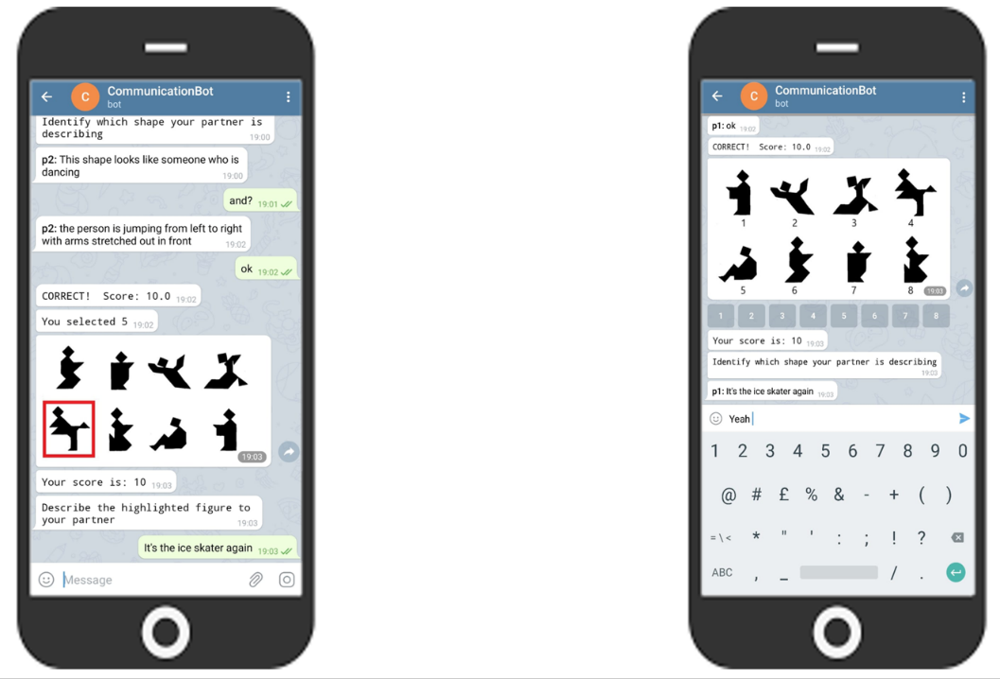 CommunicationBot
C
bot
Identify which shape your partner is
describing
19:00
p2: This shape looks like someone who is
dancing
19:00
and? 19:01
p2: the person is jumping from left to right
with arms stretched out in front
19:02
ok 19:02
CORRECT! Score: 10.0 19:02
You selected 5 19:02
19:03
Your score is: 10 19:03
Describe the highlighted figure to
your partner
19:03
It's the ice skater again 19:03
Message
CommunicationBot
C
bot
p1: ok 19:02
CORRECT! Score: 10.0 19:02
1 2 3 4
5 6 7 8
19:03
1 2 3 4 5 6 7 8
Your score is: 10 19:03
Identify which shape your partner is describing
19:03
p1: It's the ice skater again 19:03
Yeah
1 2 3 4 5 6 7 8 9 0
@ # £ % & - + ( )
= \ < * " ' : ; ! ?
ABC , _ / .